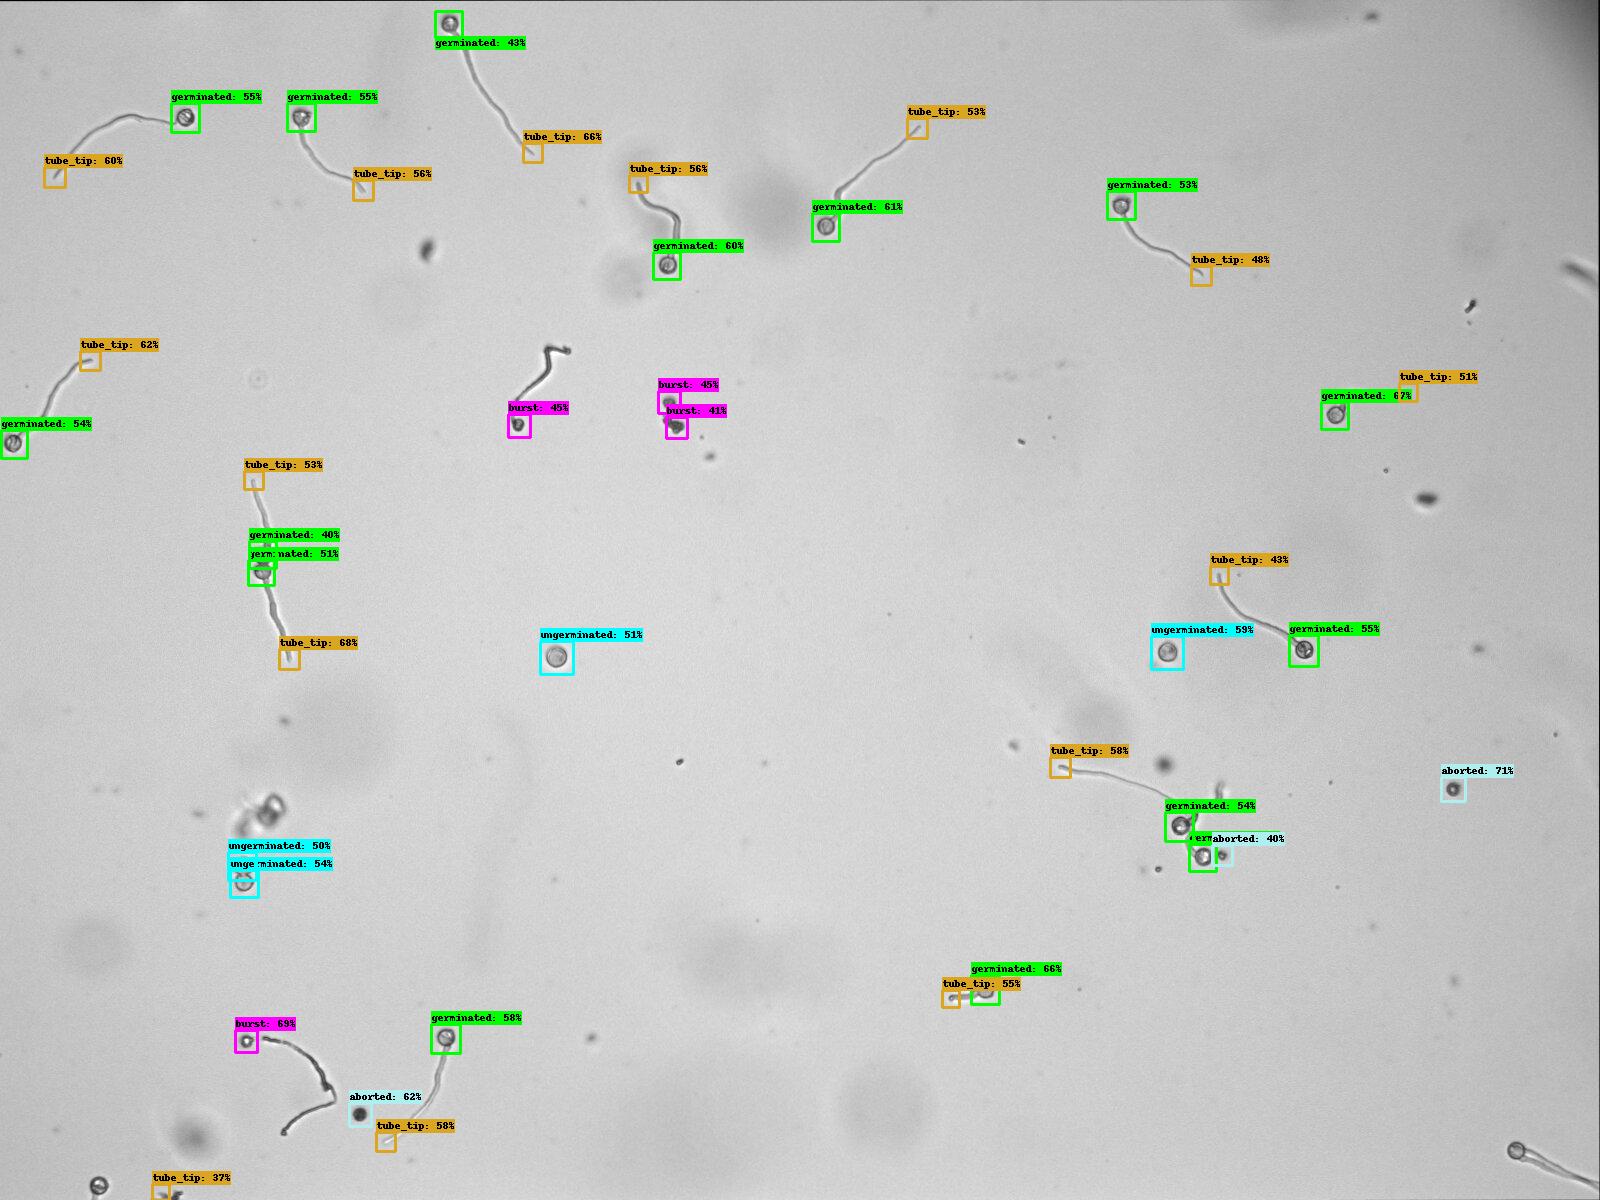 germinated: 43%
germinated: 55%
germinated: 55%
tube_tip: 53%
tube_tip: 66%
tube_tip: 60%
tube_tip: 56%
tube_tip: 56%
germinated: 53%
germinated: 61%
germinated: 60%
tube_tip: 48%
tube_tip: 62%
tube_tip: 51%
burst: 45%
germinated: 67%
burst: 45%
burst: 41%
germinated: 54%
tube_tip: 53%
germinated: 40%
germinated: 51%
tube_tip: 43%
germinated: 55%
ungerminated: 59%
ungerminated: 51%
tube_tip: 68%
tube_tip: 58%
aborted: 71%
germinated: 54%
aborted: 40%
ungerminated: 50%
ungerminated: 54%
germinated: 66%
tube_tip: 55%
germinated: 58%
burst: 69%
aborted: 62%
tube_tip: 58%
tube_tip: 37%